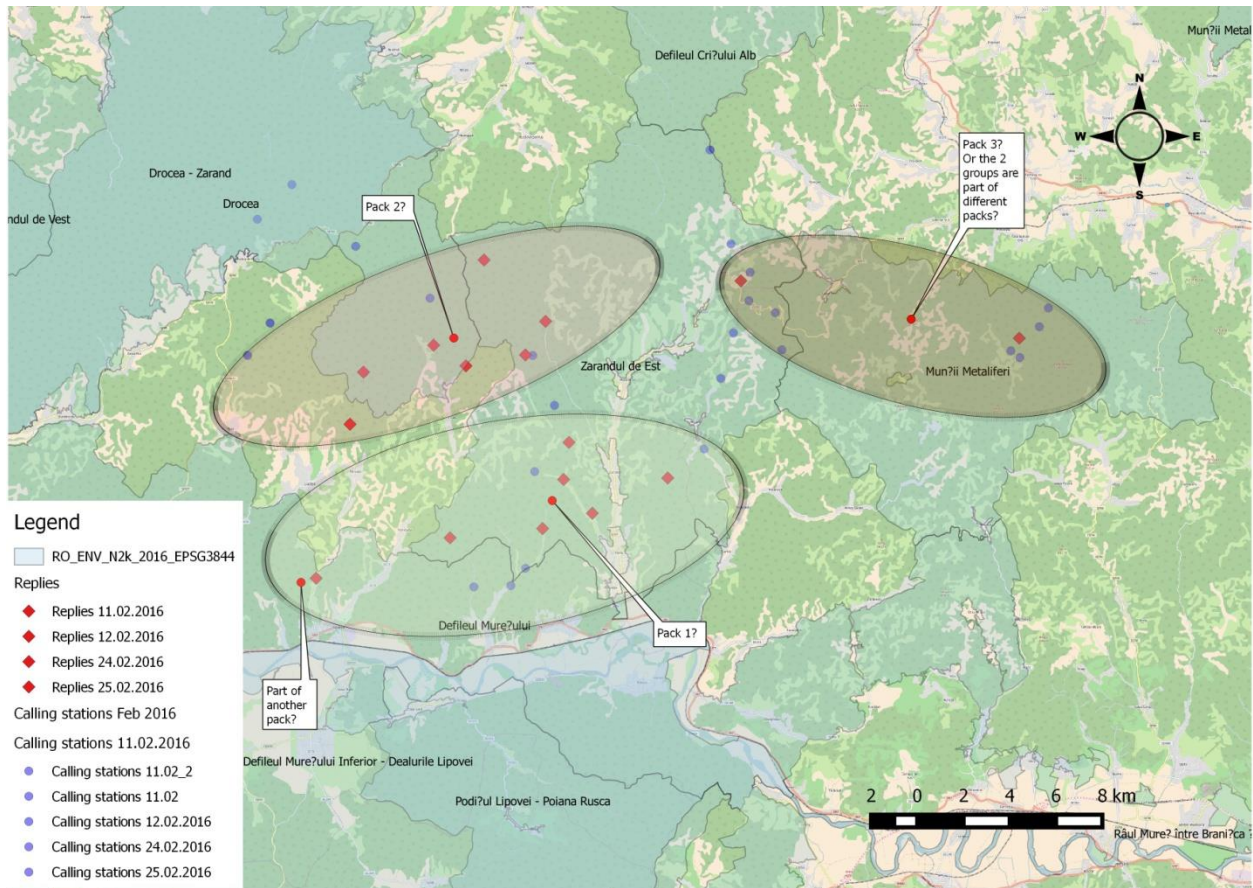 Mun?ii Metal
Defileul Cri?ului Alb
N
W
E
S
Pack 3?
Or the 2
groups are
part of
different
packs?
Drocea - Zarand
Drocea
Pack 2?
ndul de Vest
Zarandul de Est
Mun?ii Metaliferi
Defileul Mure?ului
Pack 1?
Part of
another
pack?
Defileul Mure?ului Inferior - Dealurile Lipovei
Podi?ul Lipovei - Poiana Rusca
2 0 2 4 6 8 km
Râul Mure? între Brani?ca ?
Legend
RO_ENV_N2k_2016_EPSG3844
Replies
Replies 11.02.2016
Replies 12.02.2016
Replies 24.02.2016
Replies 25.02.2016
Calling stations Feb 2016
Calling stations 11.02.2016
Calling stations 11.02_2
Calling stations 11.02
Calling stations 12.02.2016
Calling stations 24.02.2016
Calling stations 25.02.2016